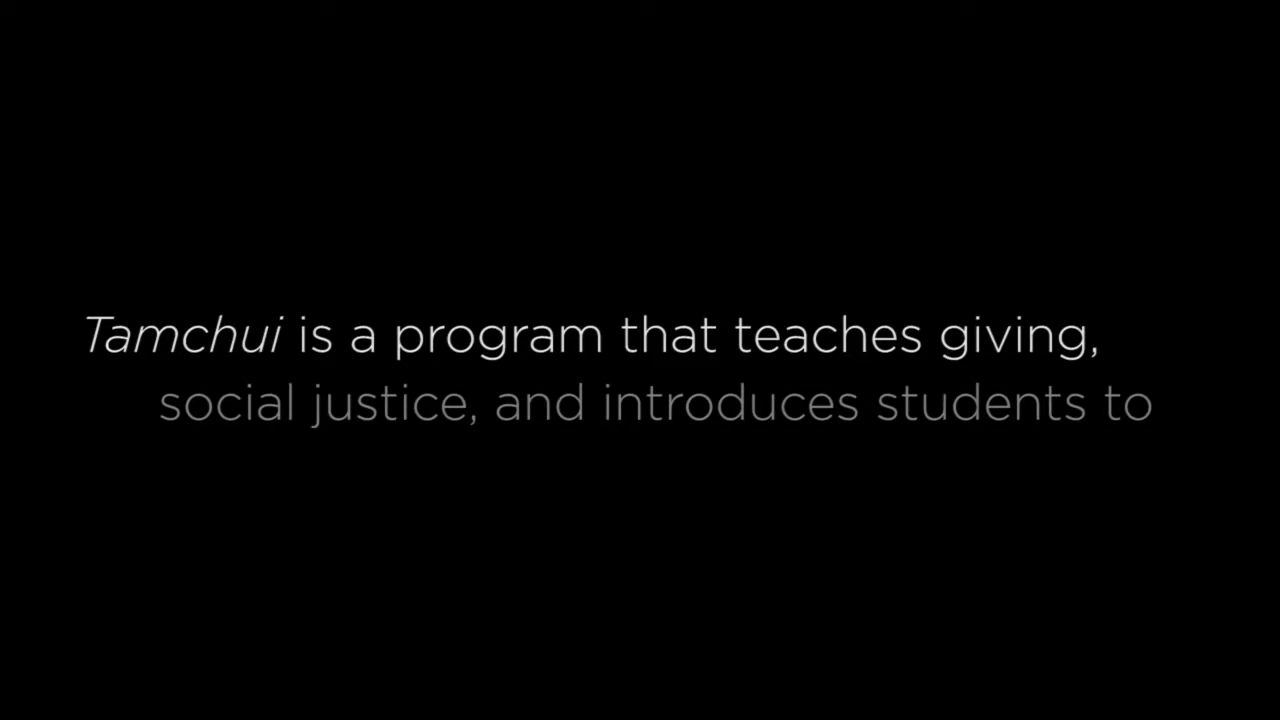 Tamchui is a program that teaches giving,
social justice, and introduces students to